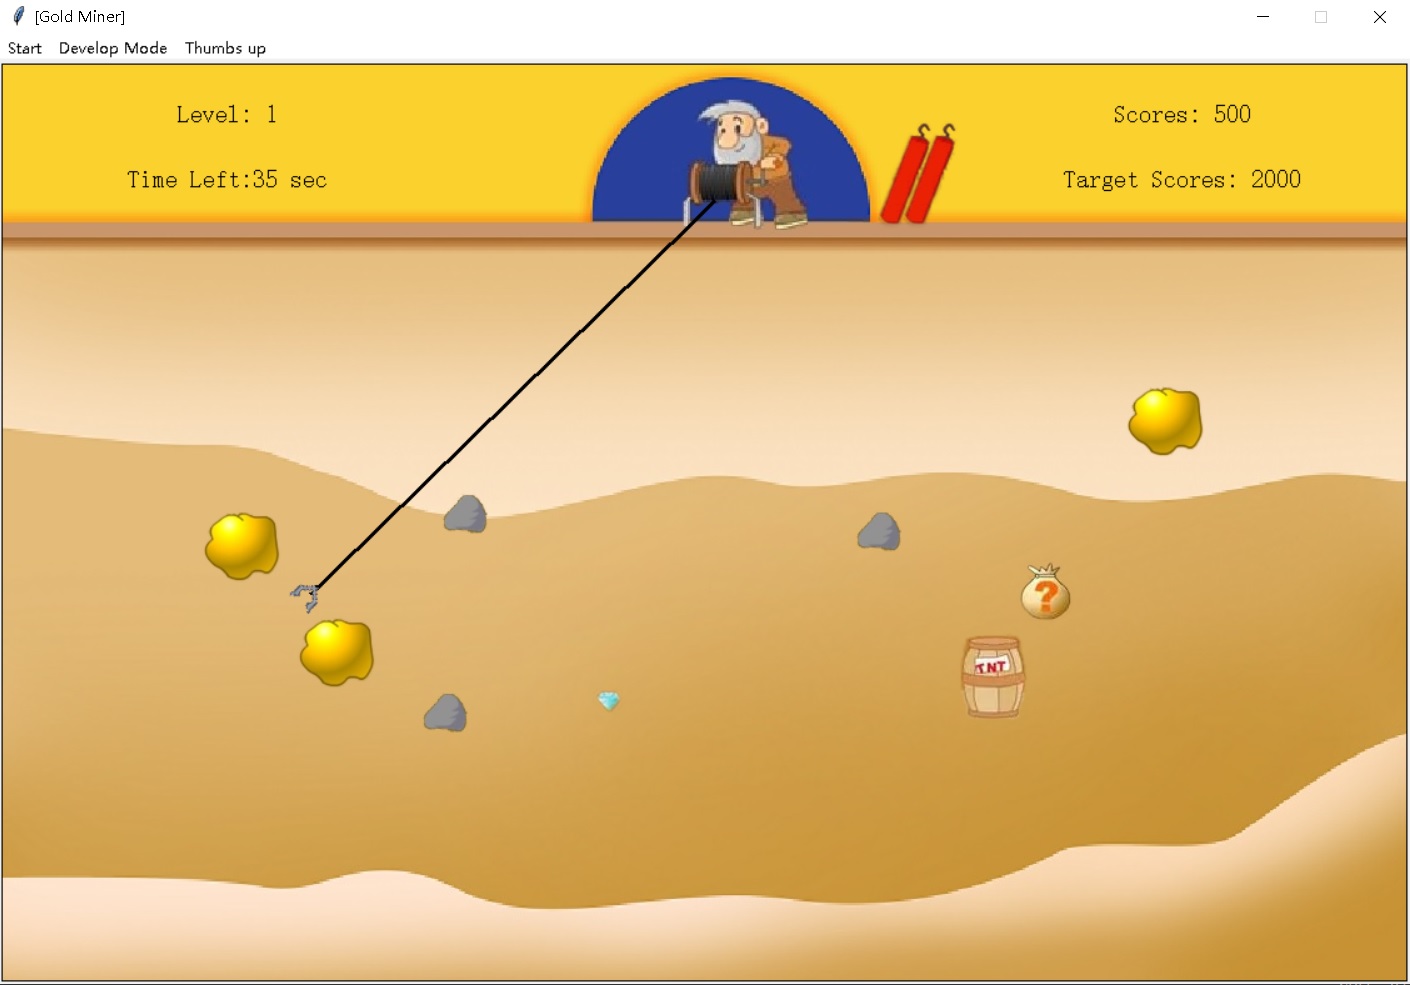 [Gold Miner]
Start Develop Mode Thumbs up
Level: 1
Scores: 500
Time Left:35 sec
Target Scores: 2000
?
TNT